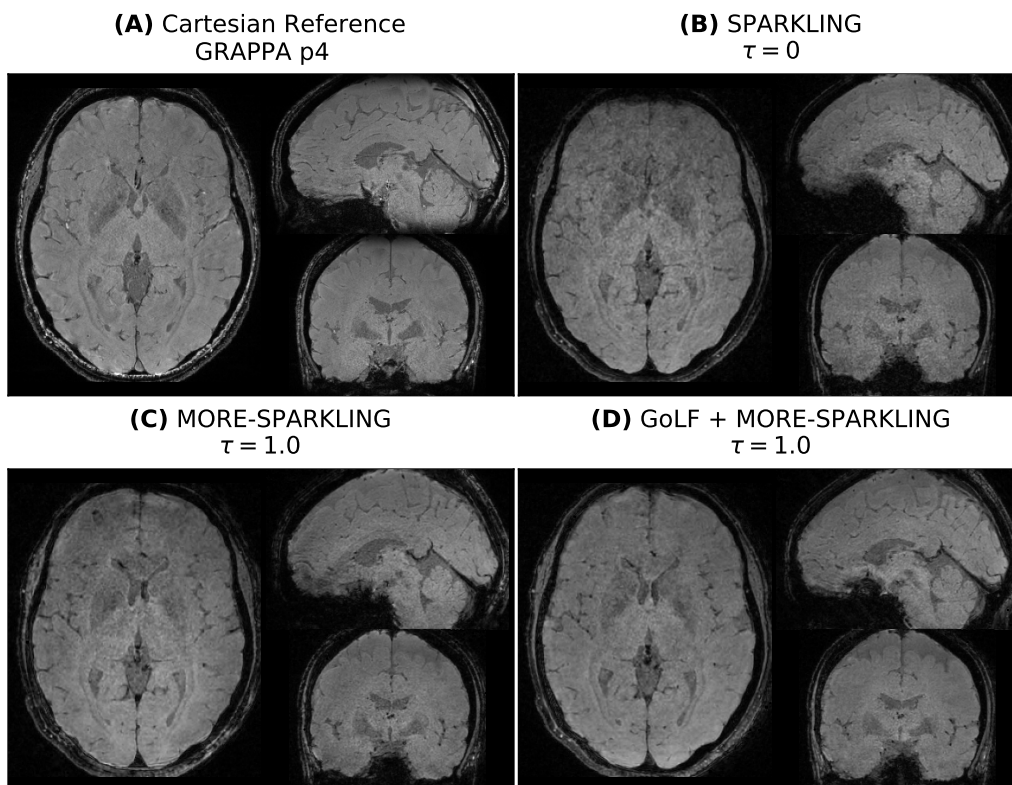 (A) Cartesian Reference
GRAPPA p4
(B) SPARKLING
τ = 0
(C) MORE-SPARKLING
τ = 1.0
(D) GoLF + MORE-SPARKLING
τ = 1.0